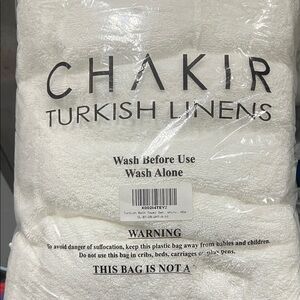 CHAKIR
TURKISH LINENS
Wash Before Use
Wash Alone
WARNING
To avoid danger of suffocation, keep this plastic bag away from babies and children.
Do not use this bag in cribs, beds, carriages or play pens.
THIS BAG IS NOT A